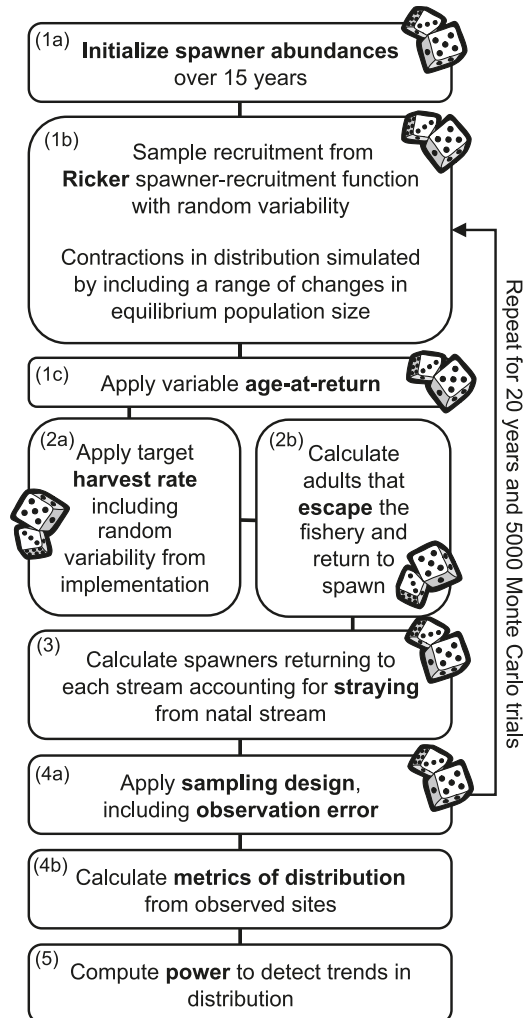 (1a)
Initialize spawner abundances
over 15 years
(1b)
Sample recruitment from
Ricker spawner-recruitment function
with random variability
Contractions in distribution simulated
by including a range of changes in
equilibrium population size
(1c)
Apply variable age-at-return
(2a)
Apply target
harvest rate
including
random
variability from
implementation
(2b)
Calculate
adults that
escape the
fishery and
return to
spawn
(3)
Calculate spawners returning to
each stream accounting for straying
from natal stream
(4a)
Apply sampling design,
including observation error
Repeat for 20 years and 5000 Monte Carlo trials
(4b)
Calculate metrics of distribution
from observed sites
(5)
Compute power to detect trends in
distribution